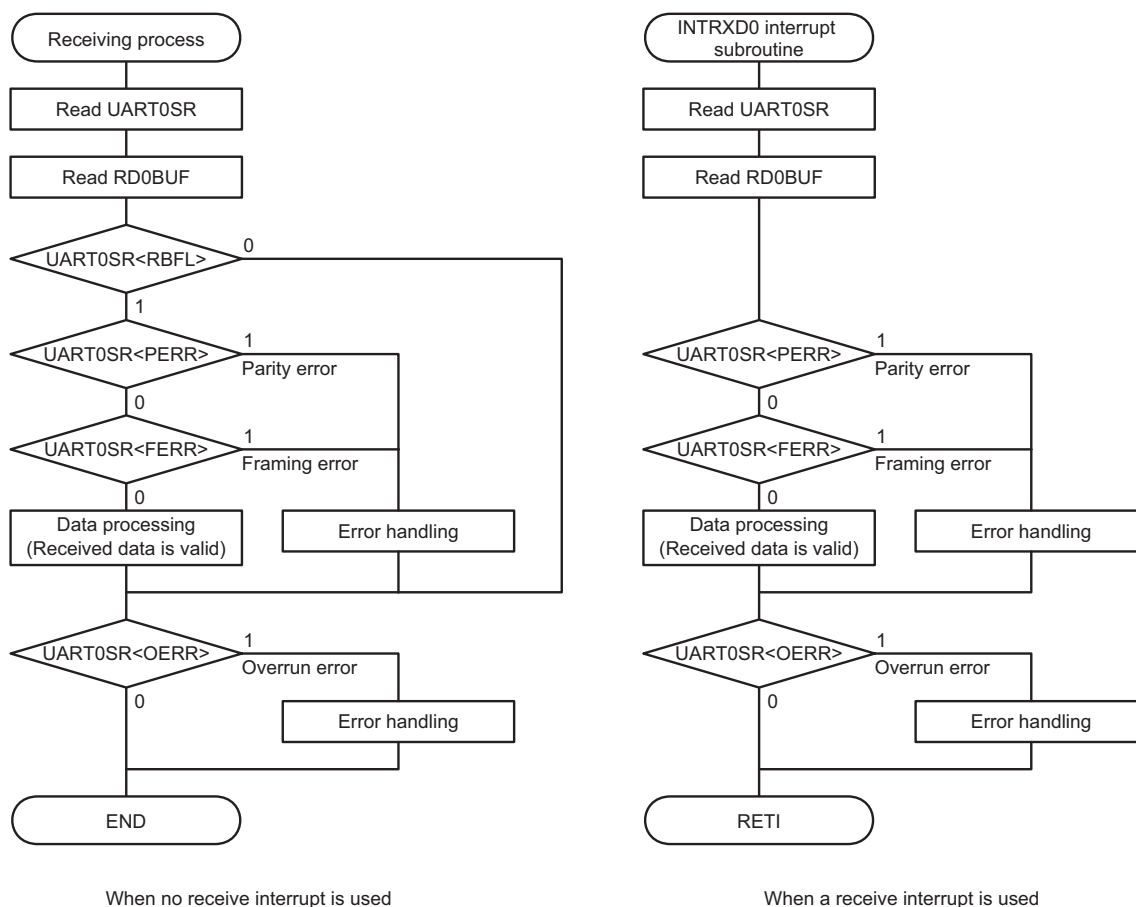 Receiving process
Read UART0SR
Read RD0BUF
UART0SR<RBFL>
0
1
UART0SR<PERR>
1
Parity error
0
UART0SR<FERR>
1
Framing error
0
Data processing
(Received data is valid)
Error handling
UART0SR<OERR>
1
Overrun error
0
Error handling
END
When no receive interrupt is used
INTRXD0 interrupt
subroutine
Read UART0SR
Read RD0BUF
UART0SR<PERR>
1
Parity error
0
UART0SR<FERR>
1
Framing error
0
Data processing
(Received data is valid)
Error handling
UART0SR<OERR>
1
Overrun error
0
Error handling
RETI
When a receive interrupt is used